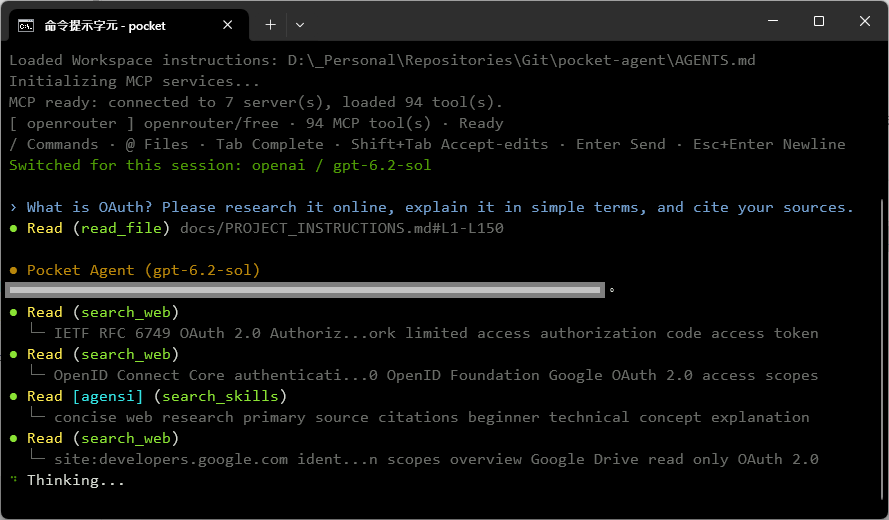 命令提示字元 - pocket
Loaded Workspace instructions: D:\_Personal\Repositories\Git\pocket-agent\AGENTS.md
Initializing MCP services...
MCP ready: connected to 7 server(s), loaded 94 tool(s).
[ openrouter ] openrouter/free · 94 MCP tool(s) · Ready
/ Commands · @ Files · Tab Complete · Shift+Tab Accept-edits · Enter Send · Esc+Enter Newline
Switched for this session: openai / gpt-6.2-sol
› What is OAuth? Please research it online, explain it in simple terms, and cite your sources.
● Read (read_file) docs/PROJECT_INSTRUCTIONS.md#L1-L150
● Pocket Agent (gpt-6.2-sol)
。
● Read (search_web)
└─ IETF RFC 6749 OAuth 2.0 Authoriz...ork limited access authorization code access token
● Read (search_web)
└─ OpenID Connect Core authenticati...0 OpenID Foundation Google OAuth 2.0 access scopes
● Read [agensi] (search_skills)
└─ concise web research primary source citations beginner technical concept explanation
● Read (search_web)
└─ site:developers.google.com ident...n scopes overview Google Drive read only OAuth 2.0
Thinking...